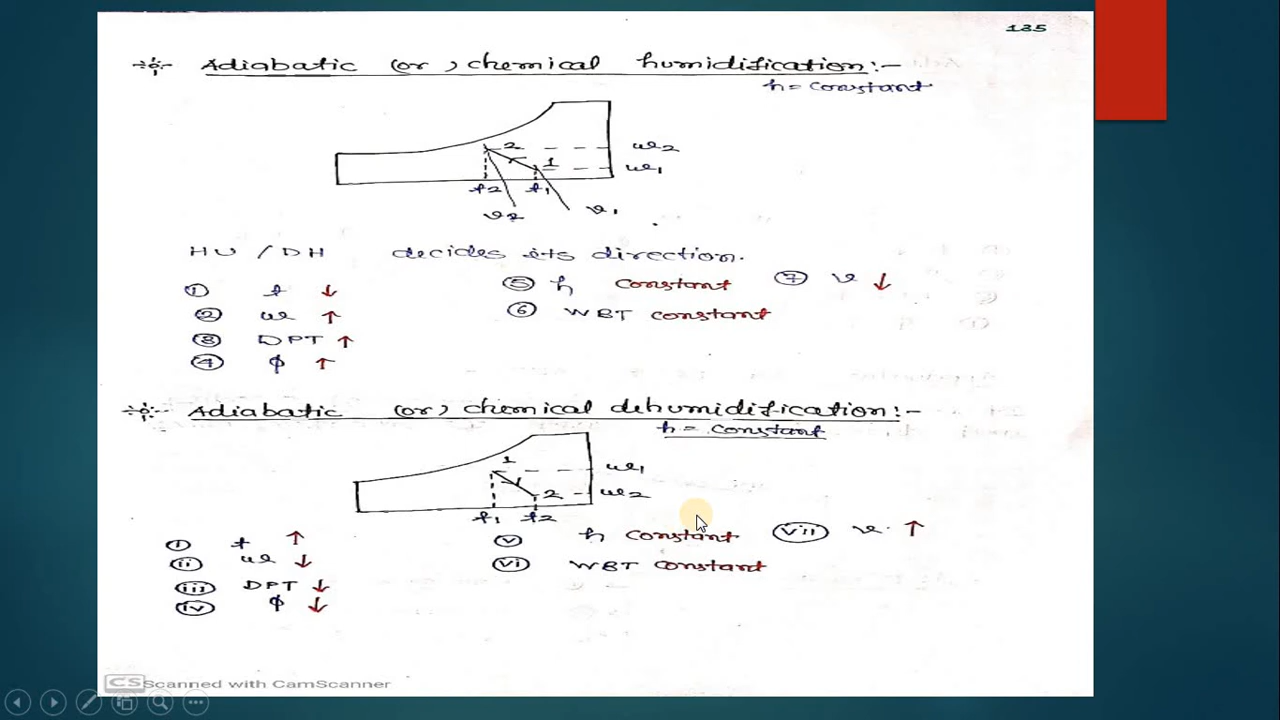 135
Adiabatic (or) chemical humidification :-
h = constant
2 ω2
1 ω1
t2 t1
v2 v1
HU / DH decides its direction.
① t ↓ ⑤ h constant ⑦ v ↓
② ω ↑ ⑥ WBT constant
③ DPT ↑
④ ϕ ↑
Adiabatic (or) chemical dehumidification :-
h = constant
1 ω1
2 ω2
t1 t2
(i) t ↑ (v) h constant (vii) v ↑
(ii) ω ↓ (vi) WBT constant
(iii) DPT ↓
(iv) ϕ ↓
CS Scanned with CamScanner